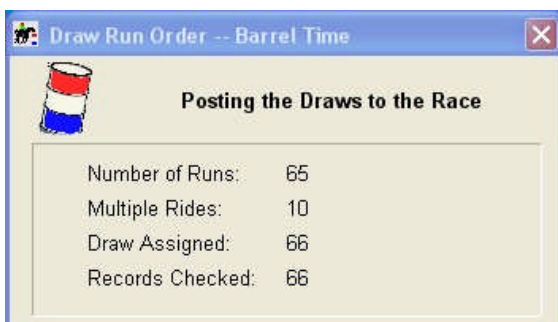 Draw Run Order -- Barrel Time
Posting the Draws to the Race
Number of Runs: 65
Multiple Rides: 10
Draw Assigned: 66
Records Checked: 66